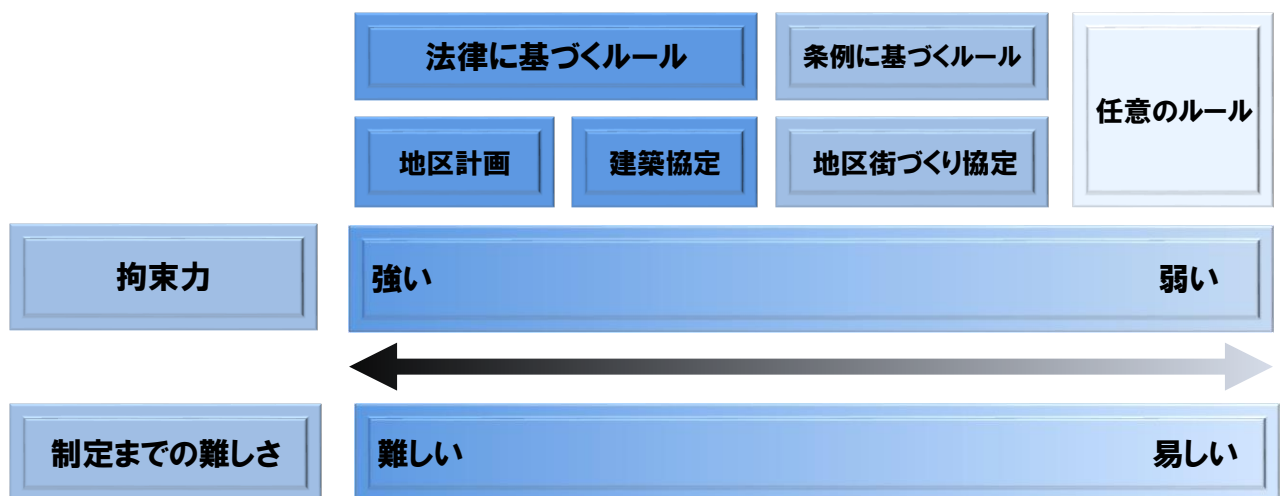 法律に基づくルール
条例に基づくルール
任意のルール
地区計画
建築協定
地区街づくり協定
拘束力
強い
弱い
制定までの難しさ
難しい
易しい